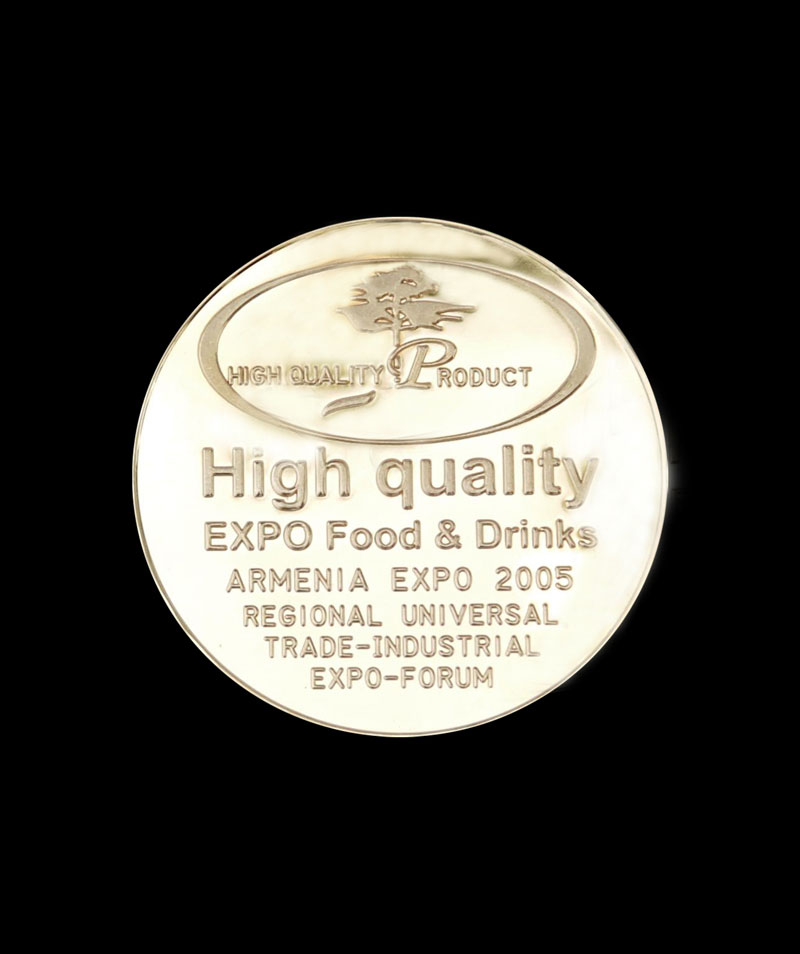 HIGH QUALITY PRODUCT
High quality
EXPO Food & Drinks
ARMENIA EXPO 2005
REGIONAL UNIVERSAL
TRADE-INDUSTRIAL
EXPO-FORUM